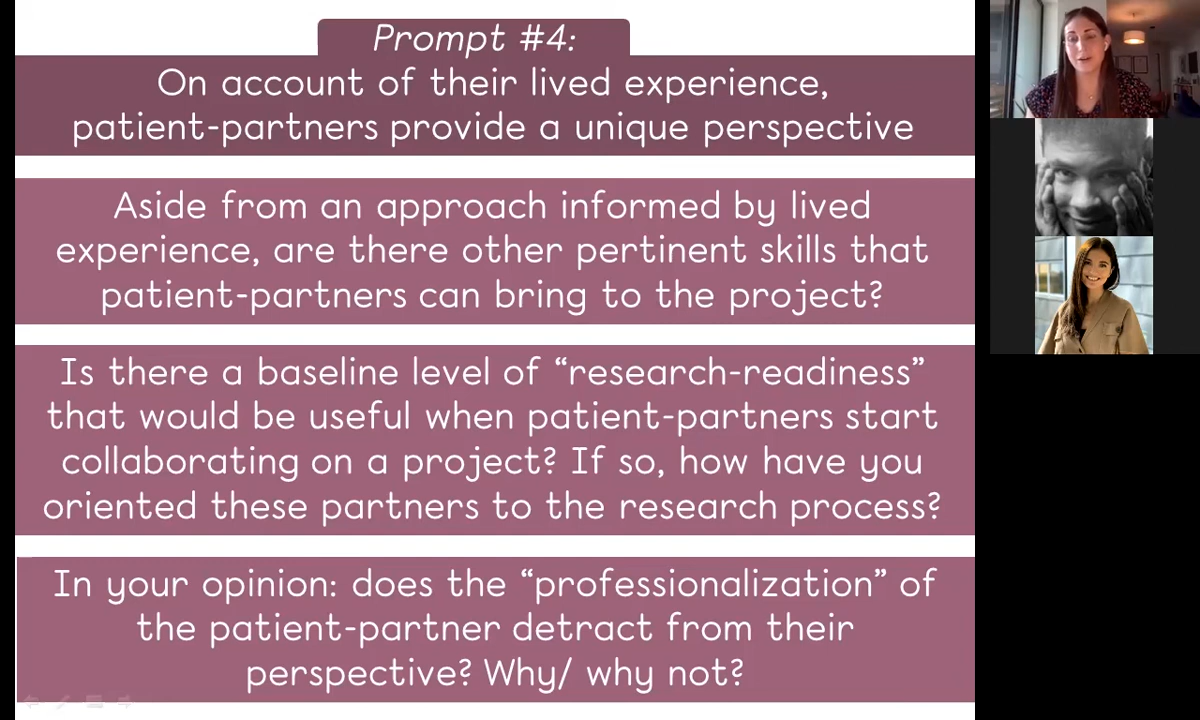 Prompt #4:
On account of their lived experience,
patient-partners provide a unique perspective
Aside from an approach informed by lived
experience, are there other pertinent skills that
patient-partners can bring to the project?
Is there a baseline level of “research-readiness”
that would be useful when patient-partners start
collaborating on a project? If so, how have you
oriented these partners to the research process?
In your opinion: does the “professionalization” of
the patient-partner detract from their
perspective? Why/ why not?